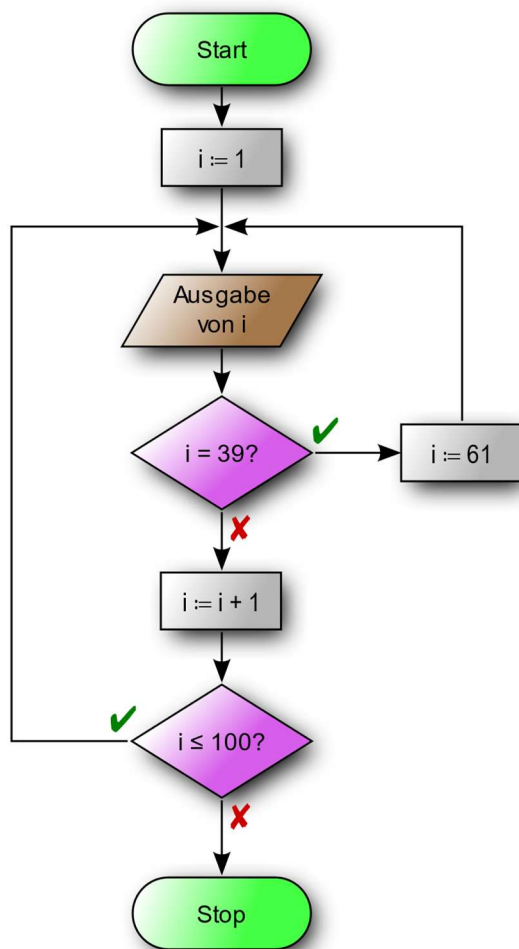 Start
i := 1
Ausgabe
von i
i = 39?
i := 61
i := i + 1
i ≤ 100?
Stop